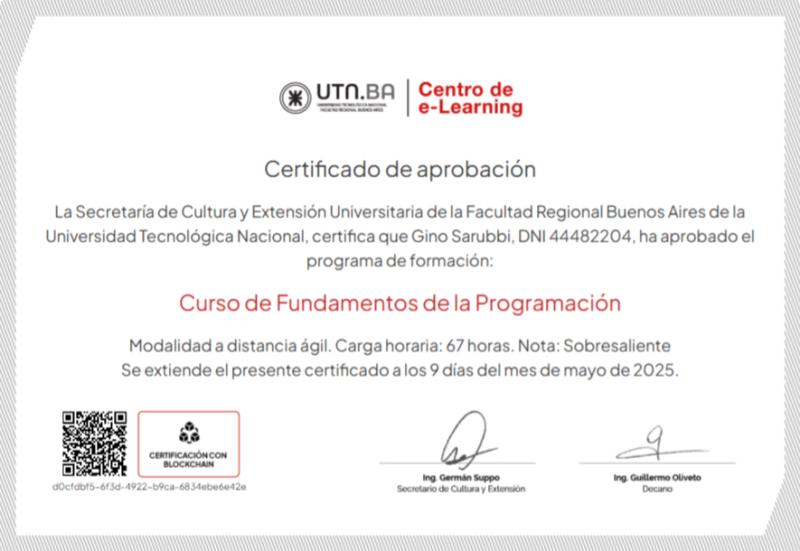 UTN.BA
UNIVERSIDAD TECNOLÓGICA NACIONAL
FACULTAD REGIONAL BUENOS AIRES
Centro de
e-Learning
Certificado de aprobación
La Secretaría de Cultura y Extensión Universitaria de la Facultad Regional Buenos Aires de la
Universidad Tecnológica Nacional, certifica que Gino Sarubbi, DNI 44482204, ha aprobado el
programa de formación:
Curso de Fundamentos de la Programación
Modalidad a distancia ágil. Carga horaria: 67 horas. Nota: Sobresaliente
Se extiende el presente certificado a los 9 días del mes de mayo de 2025.
CERTIFICACIÓN CON
BLOCKCHAIN
d0cfdbf5-6f3d-4922-b9ca-6834ebe6e42e
Ing. Germán Suppo
Secretario de Cultura y Extensión
Ing. Guillermo Oliveto
Decano